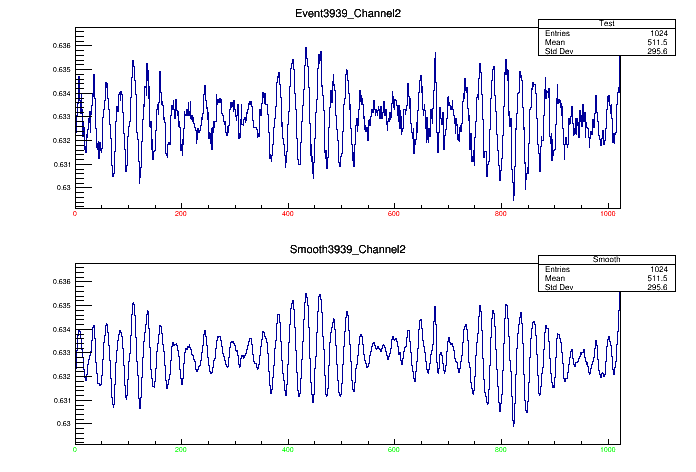 Event3939_Channel2
Test
Entries 1024
Mean 511.5
Std Dev 295.6
0.636
0.635
0.634
0.633
0.632
0.631
0.63
0 200 400 600 800 1000
Smooth3939_Channel2
Smooth
Entries 1024
Mean 511.5
Std Dev 295.6
0.636
0.635
0.634
0.633
0.632
0.631
0.63
0 200 400 600 800 1000